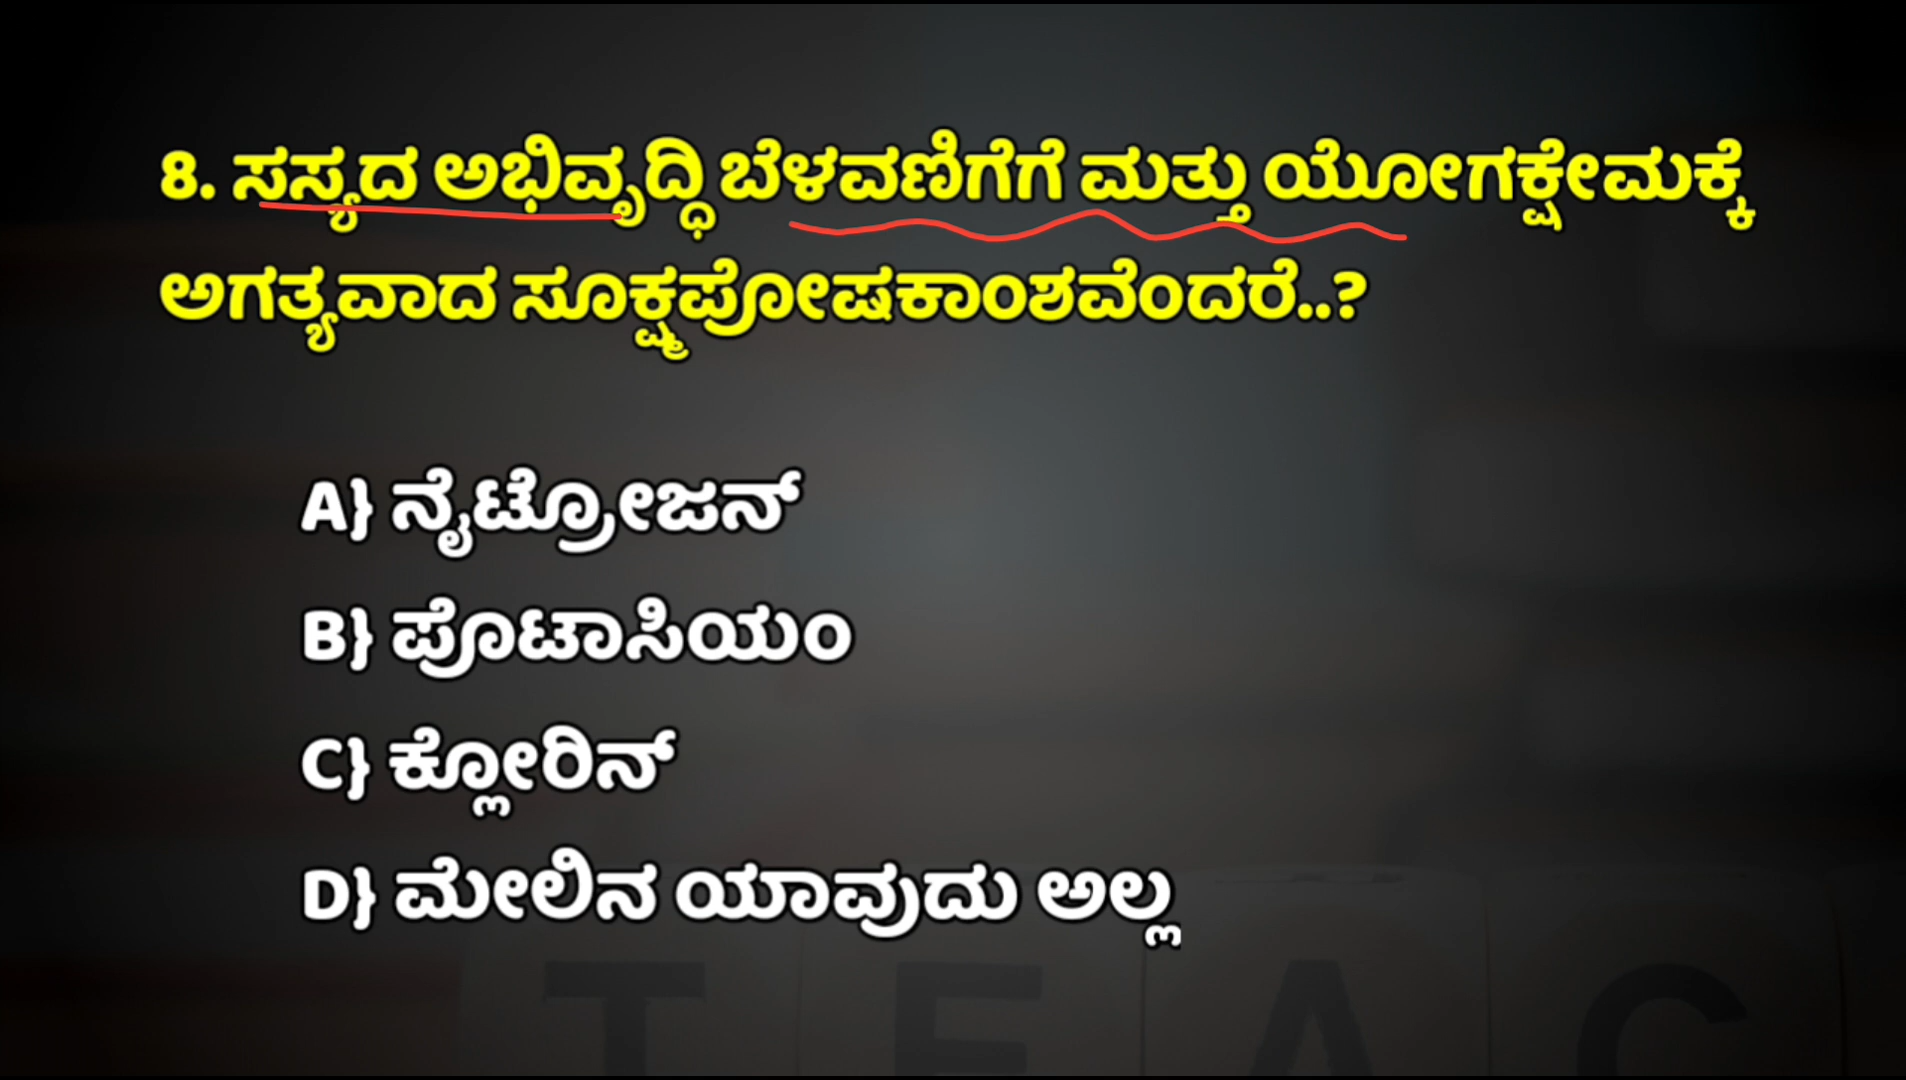 8. ಸಸ್ಯದ ಅಭಿವೃದ್ಧಿ ಬೆಳವಣಿಗೆಗೆ ಮತ್ತು ಯೋಗಕ್ಷೇಮಕ್ಕೆ
ಅಗತ್ಯವಾದ ಸೂಕ್ಷ್ಮಪೋಷಕಾಂಶವೆಂದರೆ..?
A} ನೈಟ್ರೋಜನ್
B} ಪೊಟಾಸಿಯಂ
C} ಕ್ಲೋರಿನ್
D} ಮೇಲಿನ ಯಾವುದು ಅಲ್ಲ
T E A C